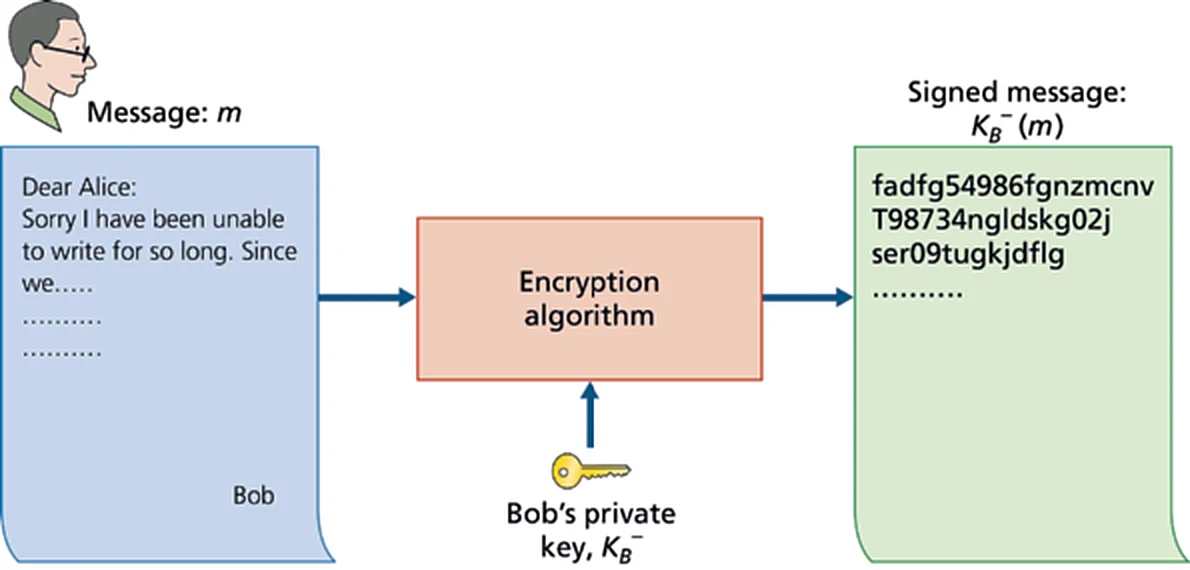 Message: m
Dear Alice:
Sorry I have been unable
to write for so long. Since
we.....
..........
..........
Bob
Encryption
algorithm
Bob’s private
key, K_B⁻
Signed message:
K_B⁻ (m)
fadfg54986fgnzmcnv
T98734ngldskg02j
ser09tugkjdflg
..........